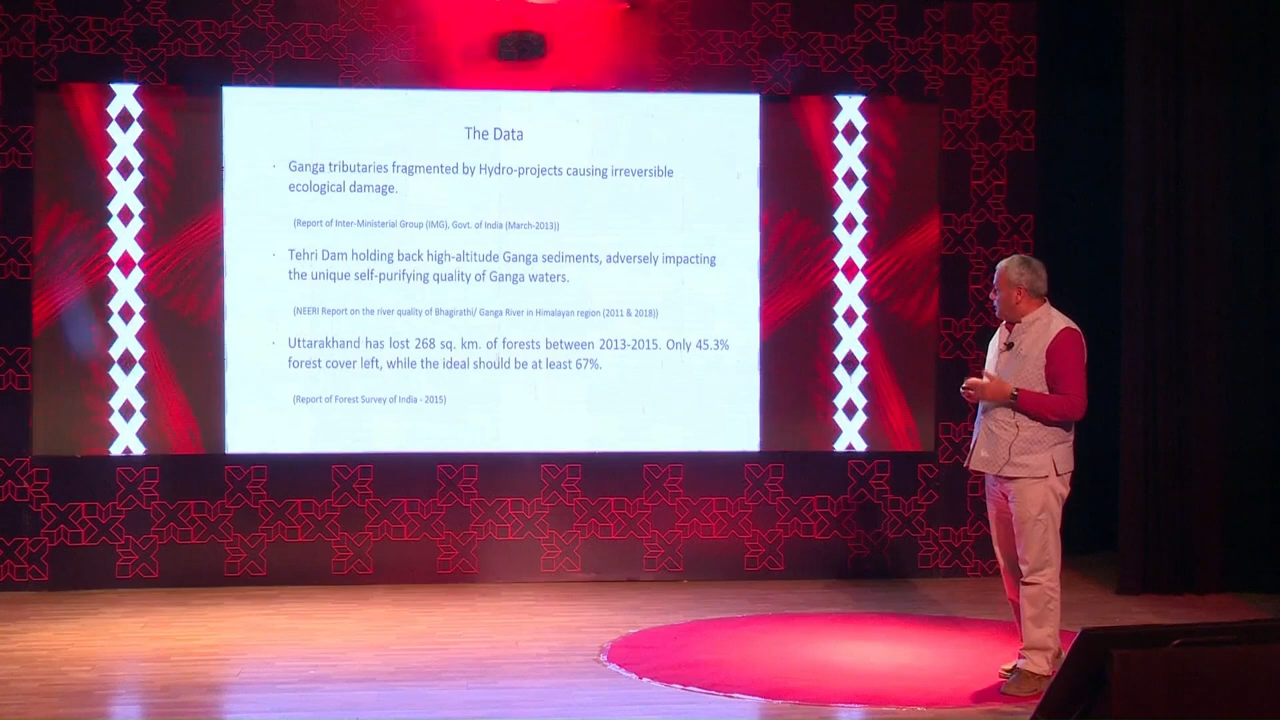 The Data
· Ganga tributaries fragmented by Hydro-projects causing irreversible
ecological damage.
(Report of Inter-Ministerial Group (IMG), Govt. of India (March-2013))
· Tehri Dam holding back high-altitude Ganga sediments, adversely impacting
the unique self-purifying quality of Ganga waters.
(NEERI Report on the river quality of Bhagirathi/ Ganga River in Himalayan region (2011 & 2018))
· Uttarakhand has lost 268 sq. km. of forests between 2013-2015. Only 45.3%
forest cover left, while the ideal should be at least 67%.
(Report of Forest Survey of India - 2015)